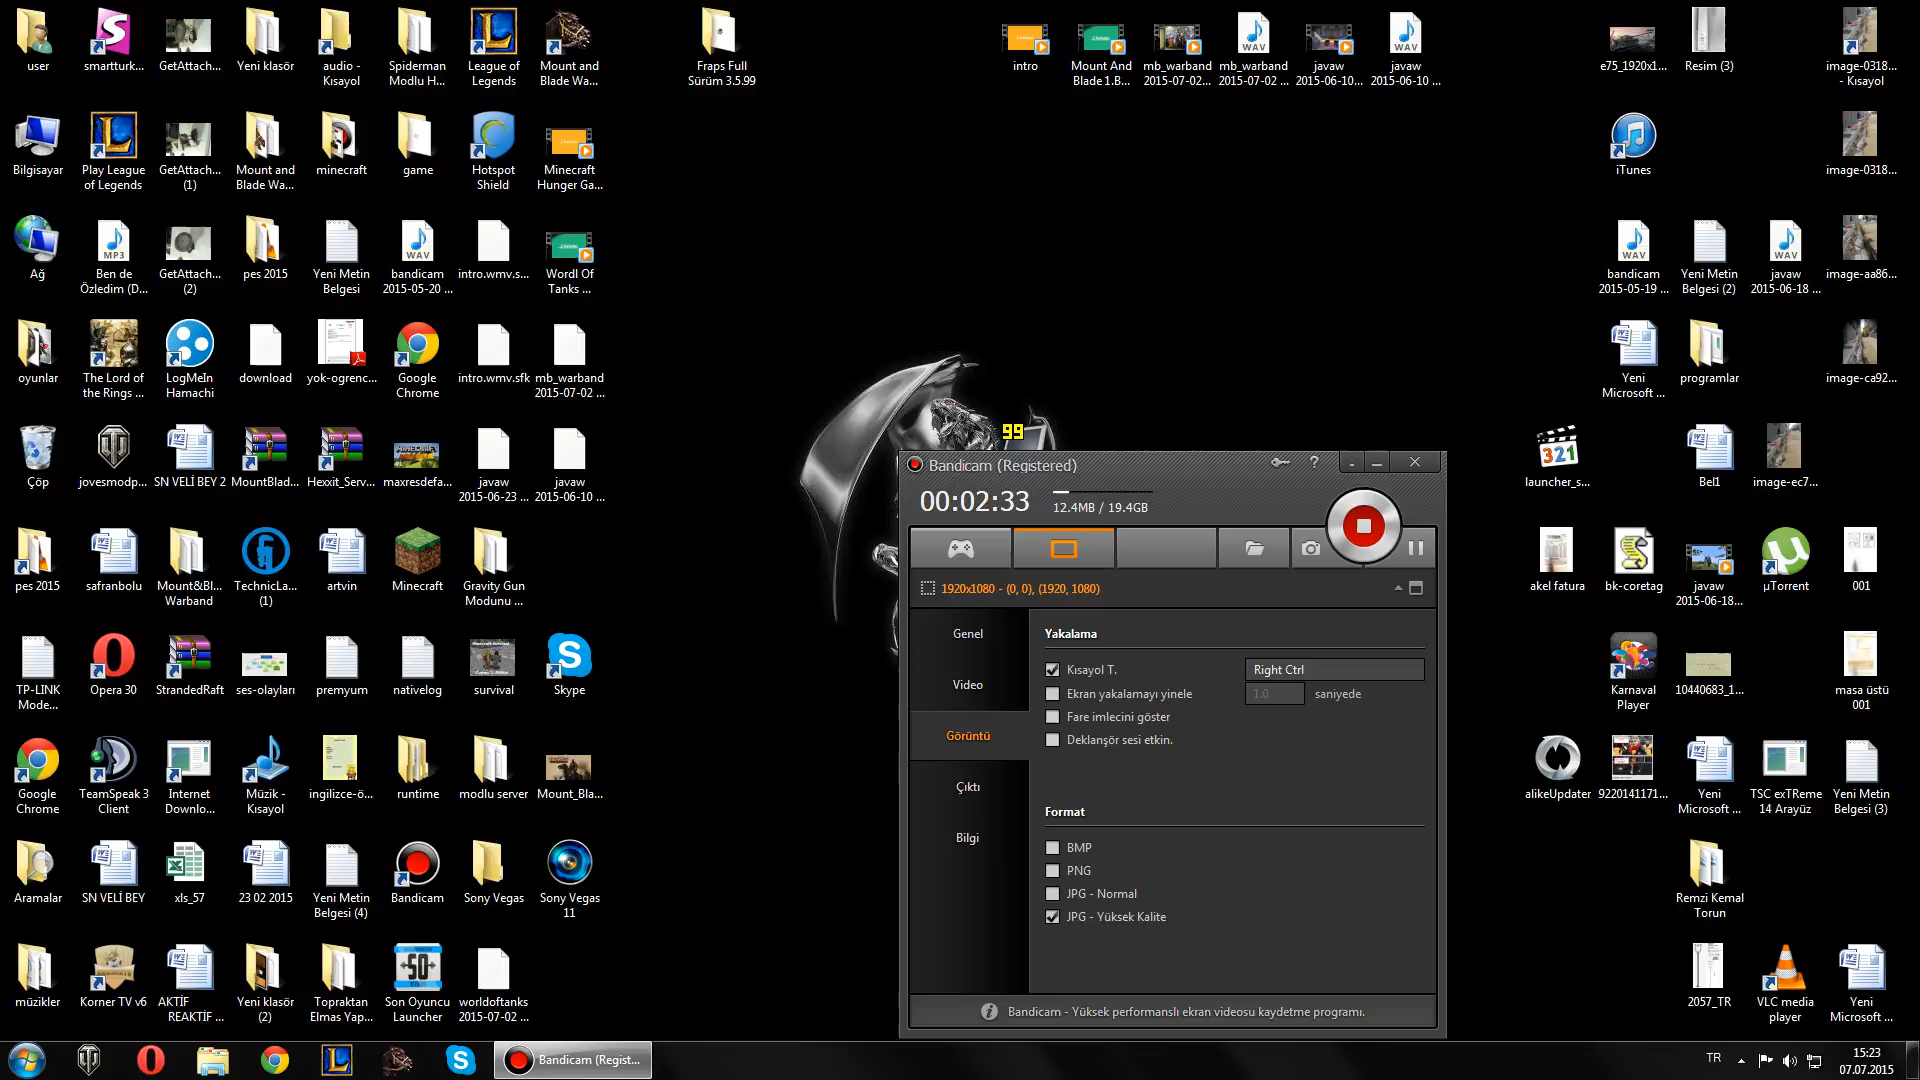 user
smartturk...
GetAttach...
Yeni klasör
audio -
Kısayol
Spiderman
Modlu H...
League of
Legends
Mount and
Blade Wa...
Fraps Full
Sürüm 3.5.99
intro
Mount And
Blade 1.B...
mb_warband
2015-07-02...
mb_warband
2015-07-02 ...
javaw
2015-06-10...
javaw
2015-06-10 ...
e75_1920x1...
Resim (3)
image-0318...
- Kısayol
Bilgisayar
Play League
of Legends
GetAttach...
(1)
Mount and
Blade Wa...
minecraft
game
Hotspot
Shield
Minecraft
Hunger Ga...
iTunes
image-0318...
Ağ
MP3
Ben de
Özledim (D...
GetAttach...
(2)
pes 2015
Yeni Metin
Belgesi
WAV
bandicam
2015-05-20 ...
intro.wmv.s...
Wordl Of
Tanks ...
bandicam
2015-05-19 ...
Yeni Metin
Belgesi (2)
javaw
2015-06-18 ...
image-aa86...
oyunlar
The Lord of
the Rings ...
LogMeIn
Hamachi
download
yok-ogrenc...
Google
Chrome
intro.wmv.sfk
mb_warband
2015-07-02 ...
Yeni
Microsoft ...
programlar
image-ca92...
Çöp
jovesmodp...
SN VELİ BEY 2
MountBlad...
Hexxit_Serv...
maxresdefa...
javaw
2015-06-23 ...
javaw
2015-06-10 ...
321
launcher_s...
Bel1
image-ec7...
pes 2015
safranbolu
Mount&Bl...
Warband
TechnicLa...
(1)
artvin
Minecraft
Gravity Gun
Modunu ...
akel fatura
bk-coretag
javaw
2015-06-18...
µTorrent
001
TP-LINK
Mode...
Opera 30
StrandedRaft
ses-olayları
premyum
nativelog
survival
Skype
Karnaval
Player
10440683_1...
masa üstü
001
Google
Chrome
TeamSpeak 3
Client
Internet
Downlo...
Müzik -
Kısayol
ingilizce-ö...
runtime
modlu server
Mount_Bla...
alikeUpdater
9220141171...
Yeni
Microsoft ...
TSC exTReme
14 Arayüz
Yeni Metin
Belgesi (3)
Aramalar
SN VELİ BEY
xls_57
23 02 2015
Yeni Metin
Belgesi (4)
Bandicam
Sony Vegas
Sony Vegas
11
Remzi Kemal
Torun
müzikler
Korner TV v6
AKTİF
REAKTİF ...
Yeni klasör
(2)
Topraktan
Elmas Yap...
SO
Son Oyuncu
Launcher
worldoftanks
2015-07-02 ...
2057_TR
VLC media
player
Yeni
Microsoft ...
99
Bandicam (Registered)
?
00:02:33
12.4MB / 19.4GB
1920x1080 - (0, 0), (1920, 1080)
Genel
Video
Görüntü
Çıktı
Bilgi
Yakalama
Kısayol T.
Right Ctrl
Ekran yakalamayı yinele
1.0
saniyede
Fare imlecini göster
Deklanşör sesi etkin.
Format
BMP
PNG
JPG - Normal
JPG - Yüksek Kalite
Bandicam - Yüksek performanslı ekran videosu kaydetme programı.
Bandicam (Regist...
TR
15:23
07.07.2015